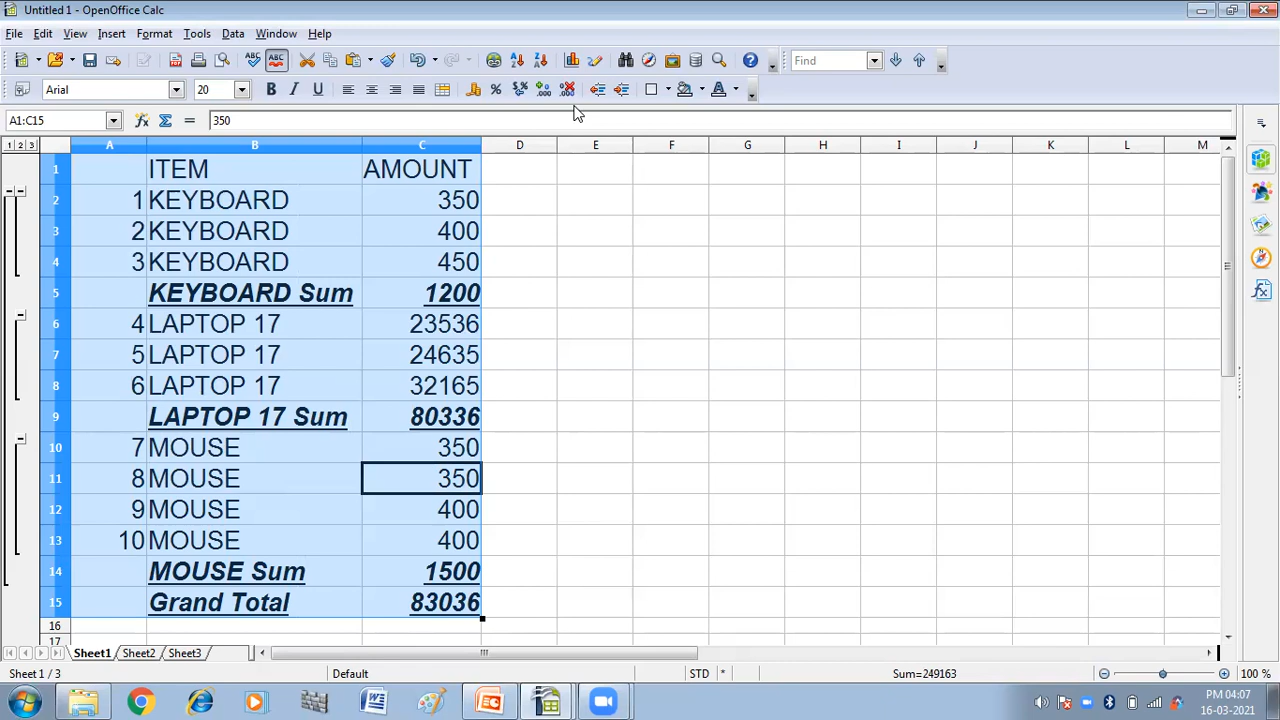 Untitled 1 - OpenOffice Calc
File Edit View Insert Format Tools Data Window Help
Find
Arial 20
A1:C15 350
1 2 3 A B C D E F G H I J K L M
1 ITEM AMOUNT
2 1 KEYBOARD 350
3 2 KEYBOARD 400
4 3 KEYBOARD 450
5 KEYBOARD Sum 1200
6 4 LAPTOP 17 23536
7 5 LAPTOP 17 24635
8 6 LAPTOP 17 32165
9 LAPTOP 17 Sum 80336
10 7 MOUSE 350
11 8 MOUSE 350
12 9 MOUSE 400
13 10 MOUSE 400
14 MOUSE Sum 1500
15 Grand Total 83036
16
17
Sheet1 Sheet2 Sheet3
Sheet 1 / 3 Default STD * Sum=249163 100 %
PM 04:07
16-03-2021